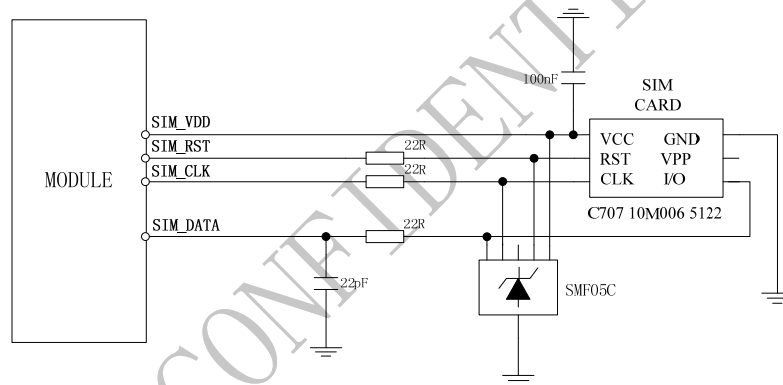 100nF
SIM
CARD
SIM_VDD
SIM_RST
22R
SIM_CLK
22R
VCC GND
RST VPP
CLK I/O
MODULE
SIM_DATA
22R
C707 10M006 5122
22pF
SMF05C
CONFIDENT